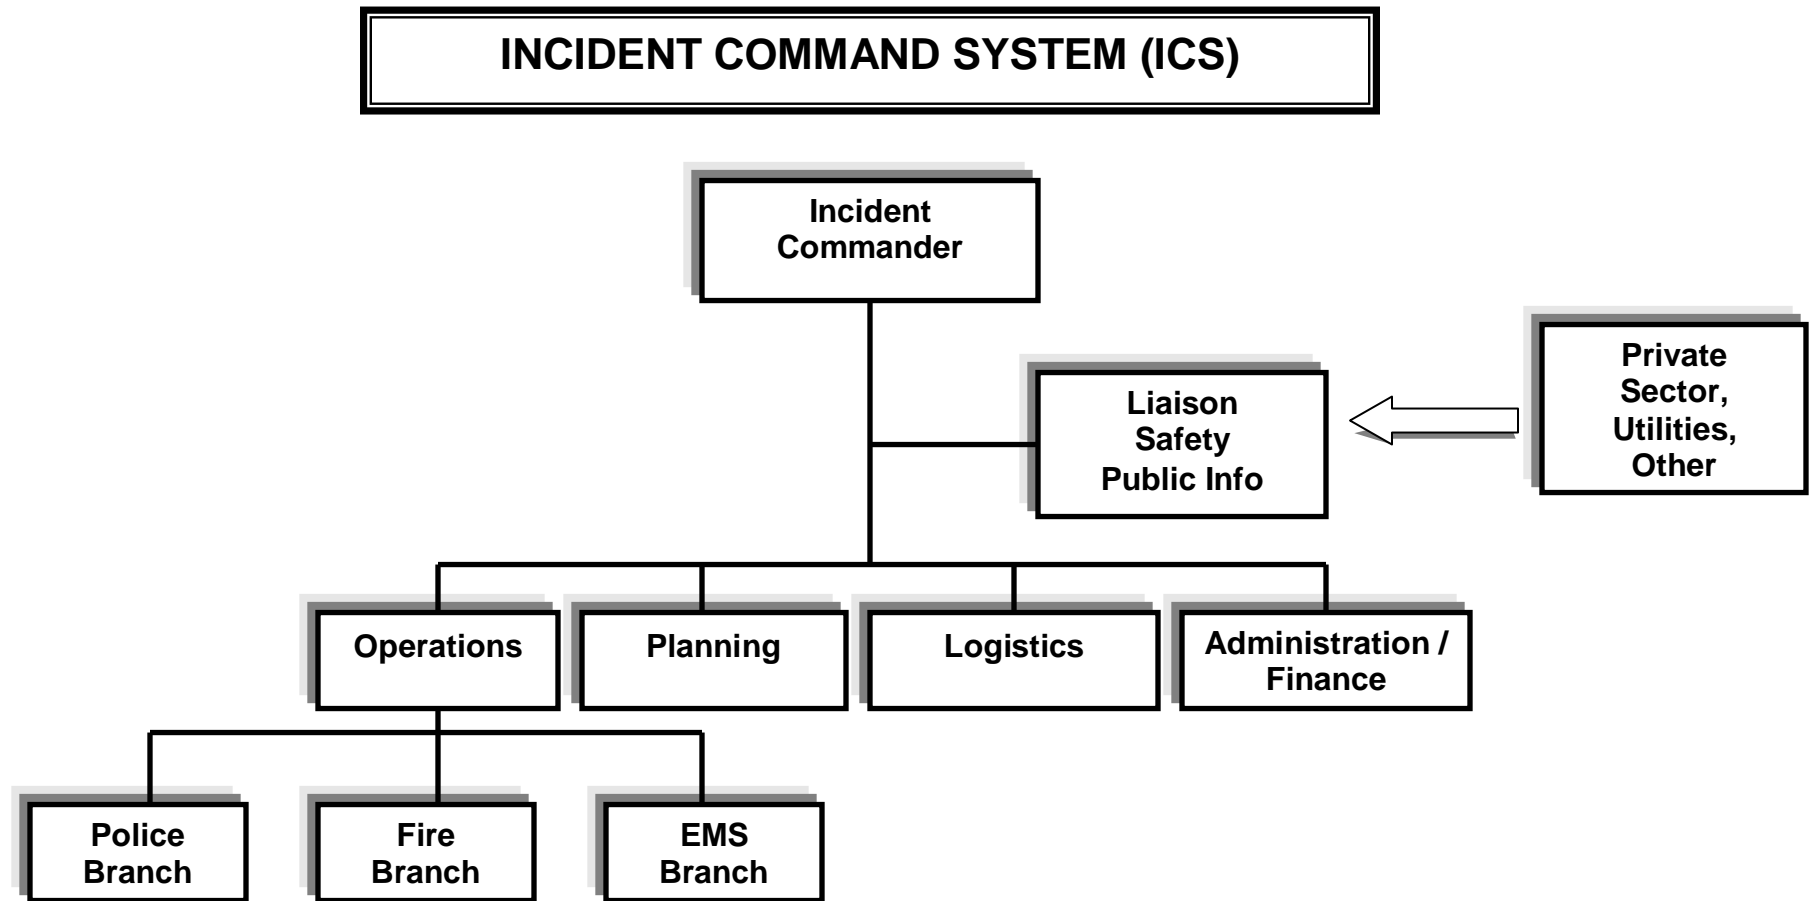 INCIDENT COMMAND SYSTEM (ICS)
Incident
Commander
Liaison
Safety
Public Info
Private
Sector,
Utilities,
Other
Operations
Planning
Logistics
Administration /
Finance
Police
Branch
Fire
Branch
EMS
Branch